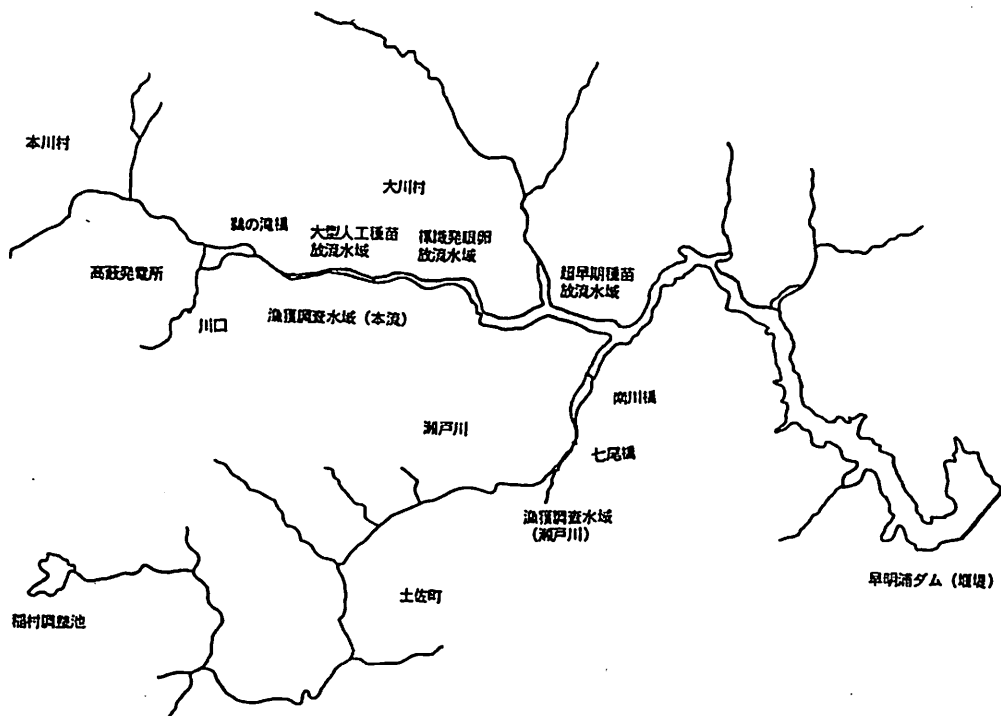 本川村
大川村
鵜の滝橋
大型人工種苗
放流水域
標識発眼卵
放流水域
超早期種苗
放流水域
高薮発電所
川口
漁獲調査水域（本流）
南川橋
瀬戸川
七尾橋
漁獲調査水域
（瀬戸川）
早明浦ダム（堰堤）
土佐町
稲村調整池